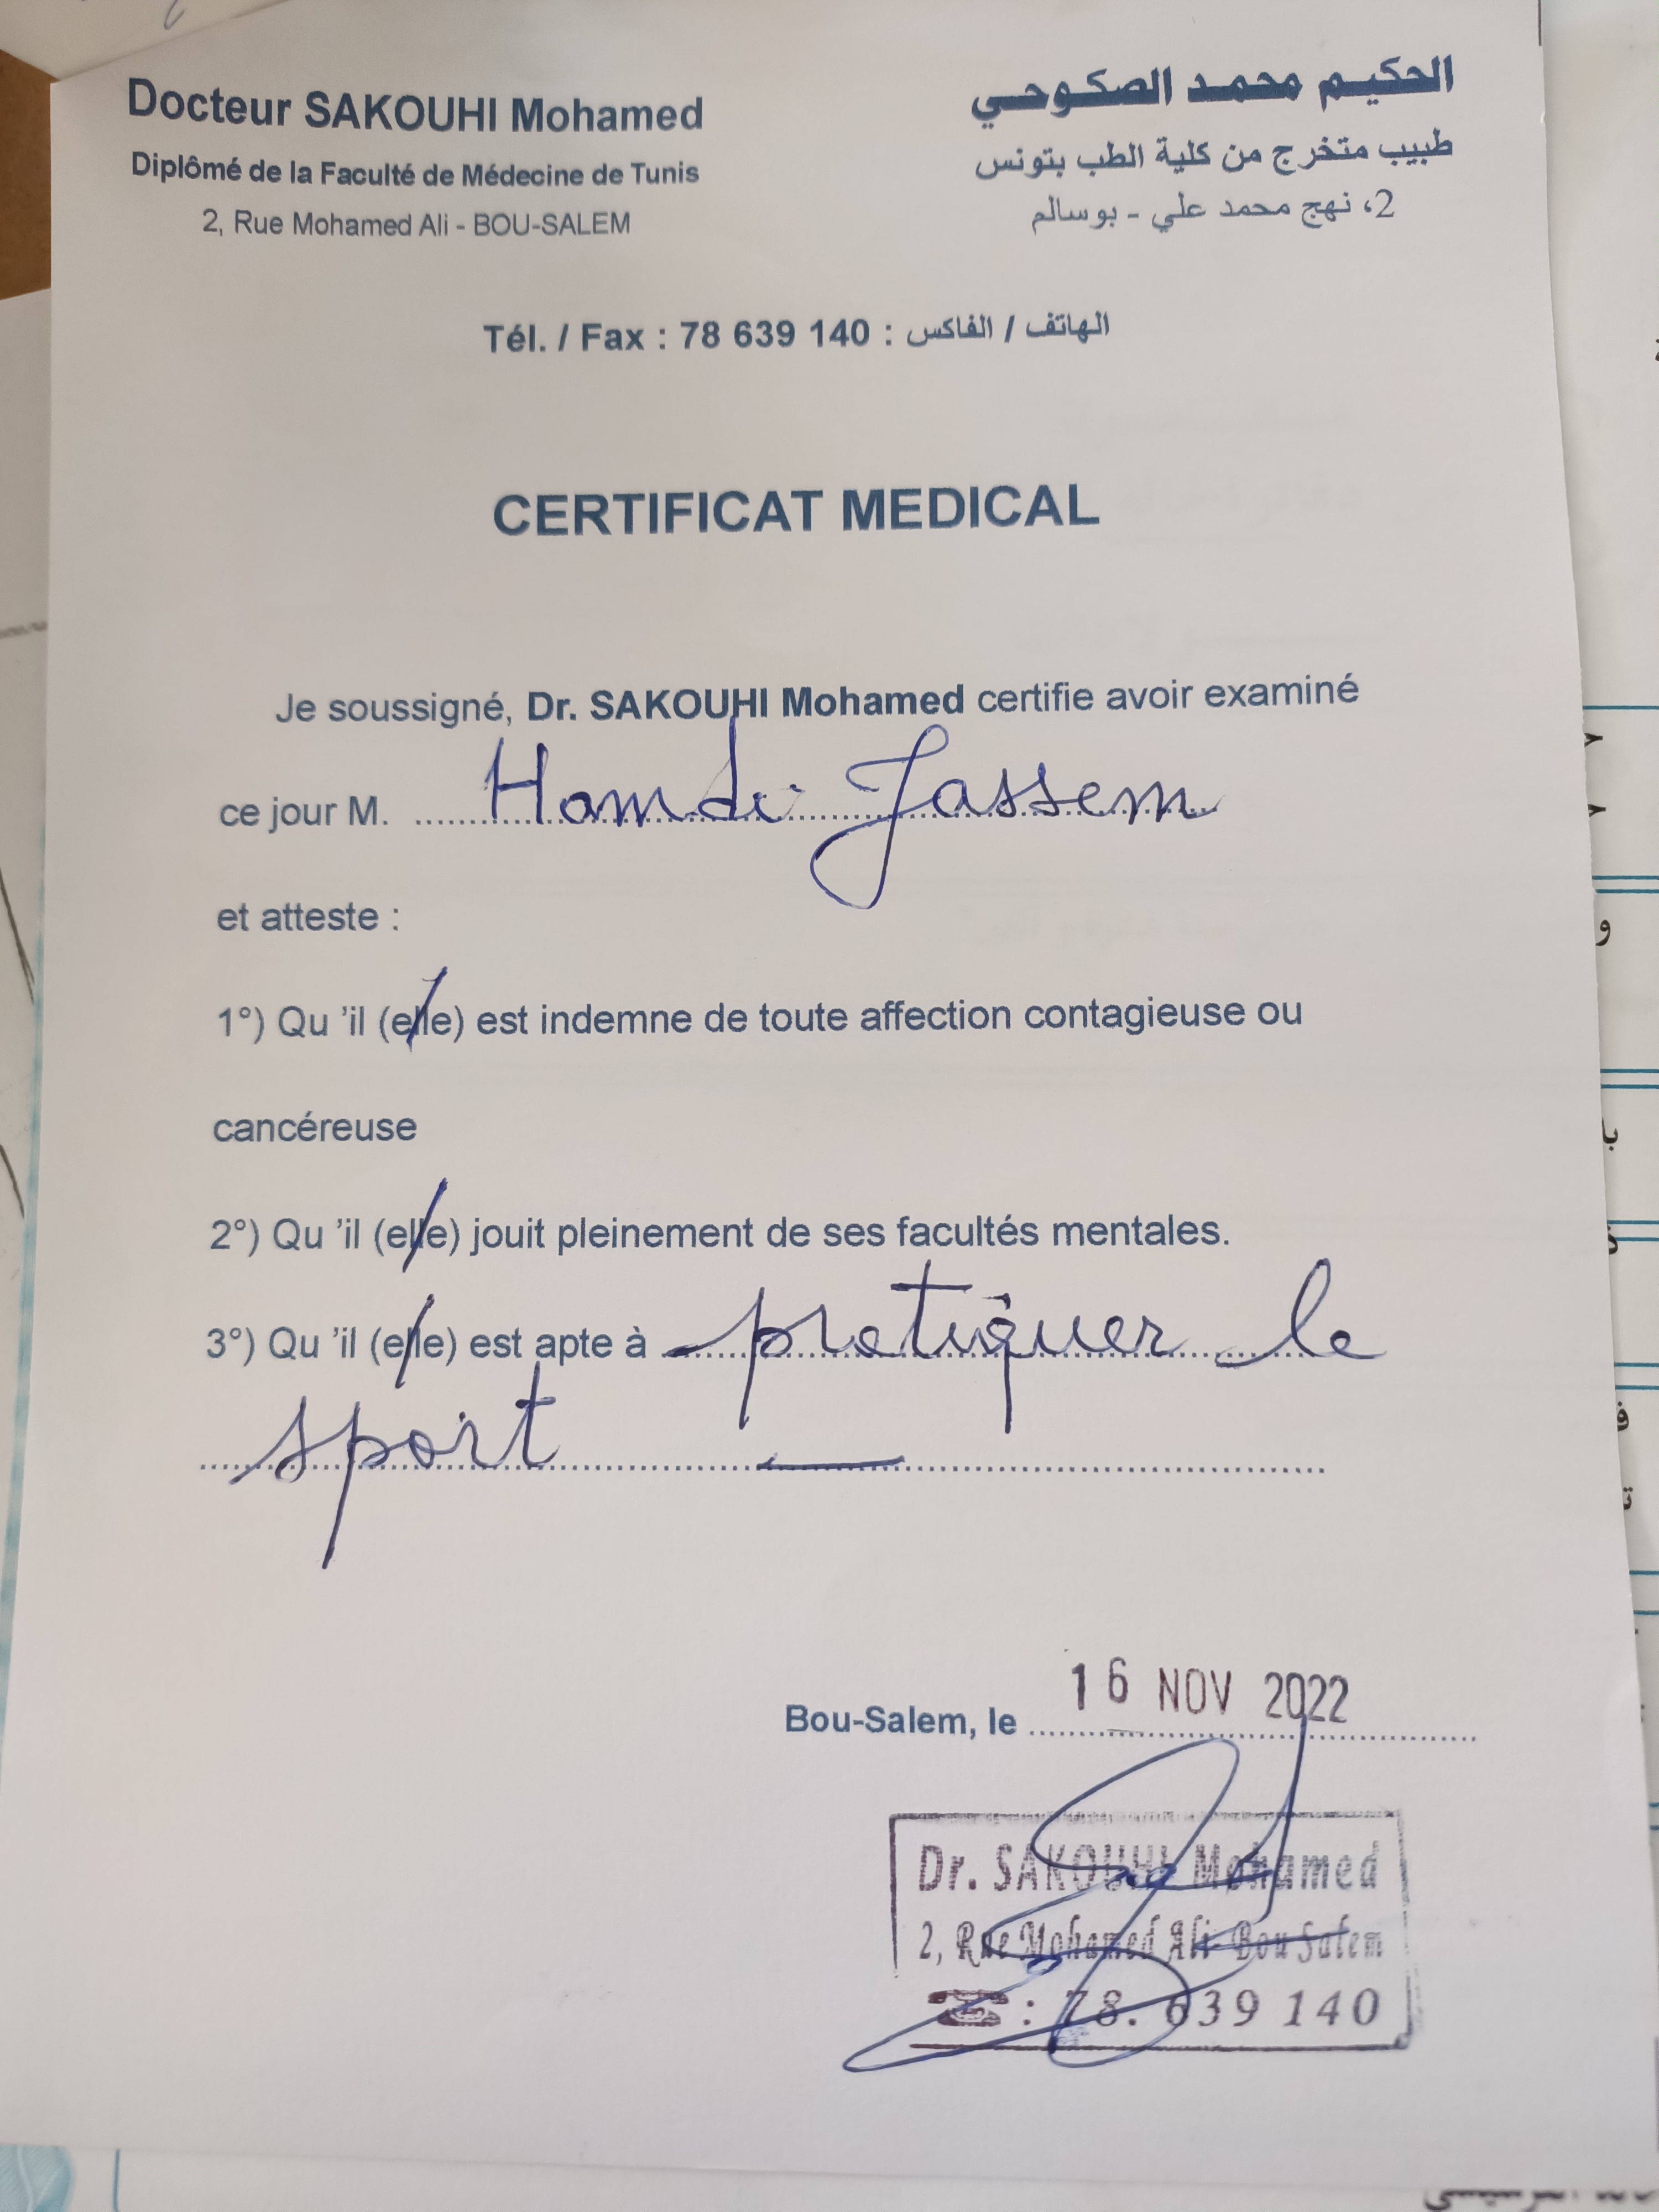 Docteur SAKOUHI Mohamed
Diplômé de la Faculté de Médecine de Tunis
2, Rue Mohamed Ali - BOU-SALEM
الحكيم محمد الصكوحي
طبيب متخرج من كلية الطب بتونس
2، نهج محمد علي - بوسالم
Tél. / Fax : 78 639 140 : الهاتف / الفاكس
CERTIFICAT MEDICAL
Je soussigné, Dr. SAKOUHI Mohamed certifie avoir examiné
ce jour M. Hamdi Jassem
et atteste :
1°) Qu 'il (elle) est indemne de toute affection contagieuse ou
cancéreuse
2°) Qu 'il (elle) jouit pleinement de ses facultés mentales.
3°) Qu 'il (elle) est apte à pratiquer le
sport
Bou-Salem, le 16 NOV 2022
Dr. SAKOUHI Mohamed
2, Rue Mohamed Ali-Bou Salem
☎ : 78. 639 140